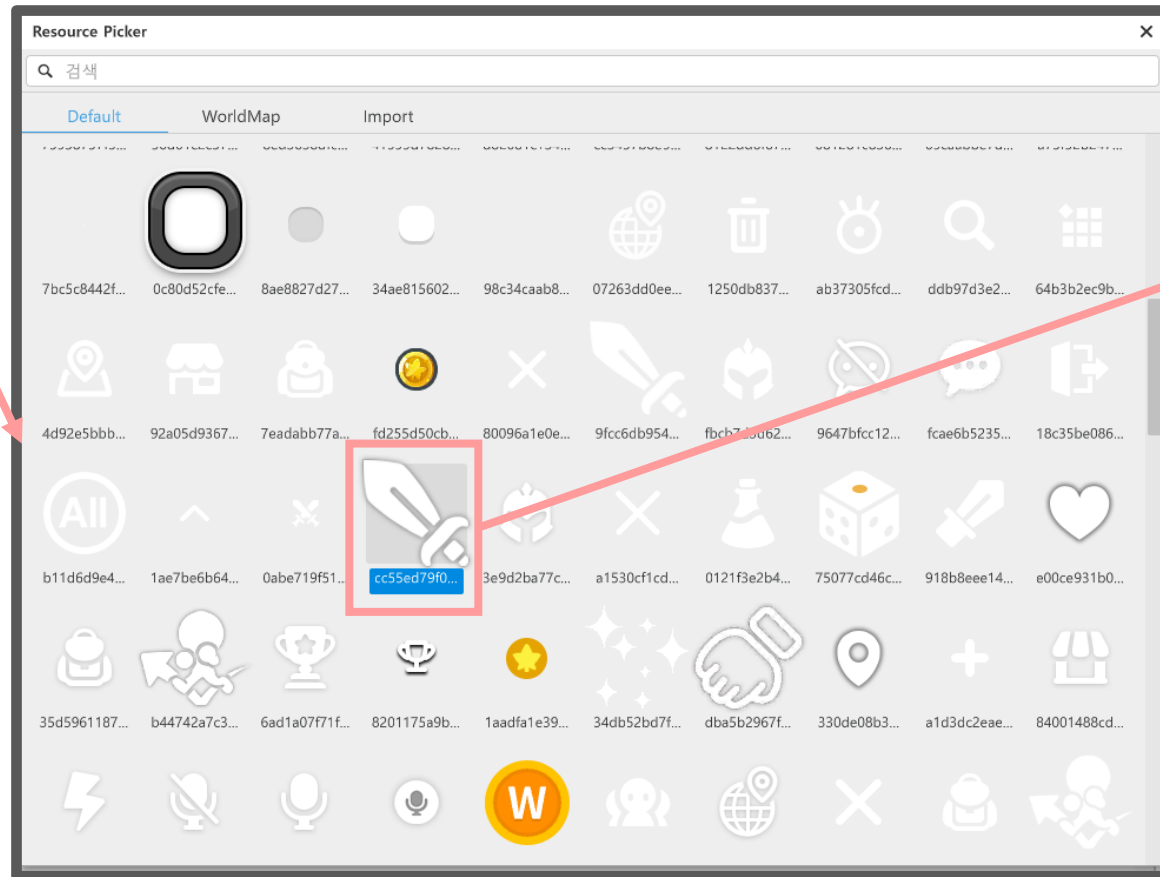 Resource Picker
검색
Default WorldMap Import
7bc5c8442f... 0c80d52cfe... 8ae8827d27... 34ae815602... 98c34caab8... 07263dd0ee... 1250db837... ab37305fcd... ddb97d3e2... 64b3b2ec9b...
4d92e5bbb... 92a05d9367... 7eadabb77a... fd255d50cb... 80096a1e0e... 9fcc6db954... 9647bfcc12... fcae6b5235... 18c35be086...
All
b11d6d9e4... 1ae7be6b64... 0abe719f51... cc55ed79f0... 3e9d2ba77c... a1530cf1cd... 0121f3e2b4... 75077cd46c... 918b8eee14... e00ce931b0...
35d5961187... b44742a7c3... 6ad1a07f71f... 8201175a9b... 1aadfa1e39... 34db52bd7f... dba5b2967f... 330de08b3... a1d3dc2eae... 84001488cd...
W